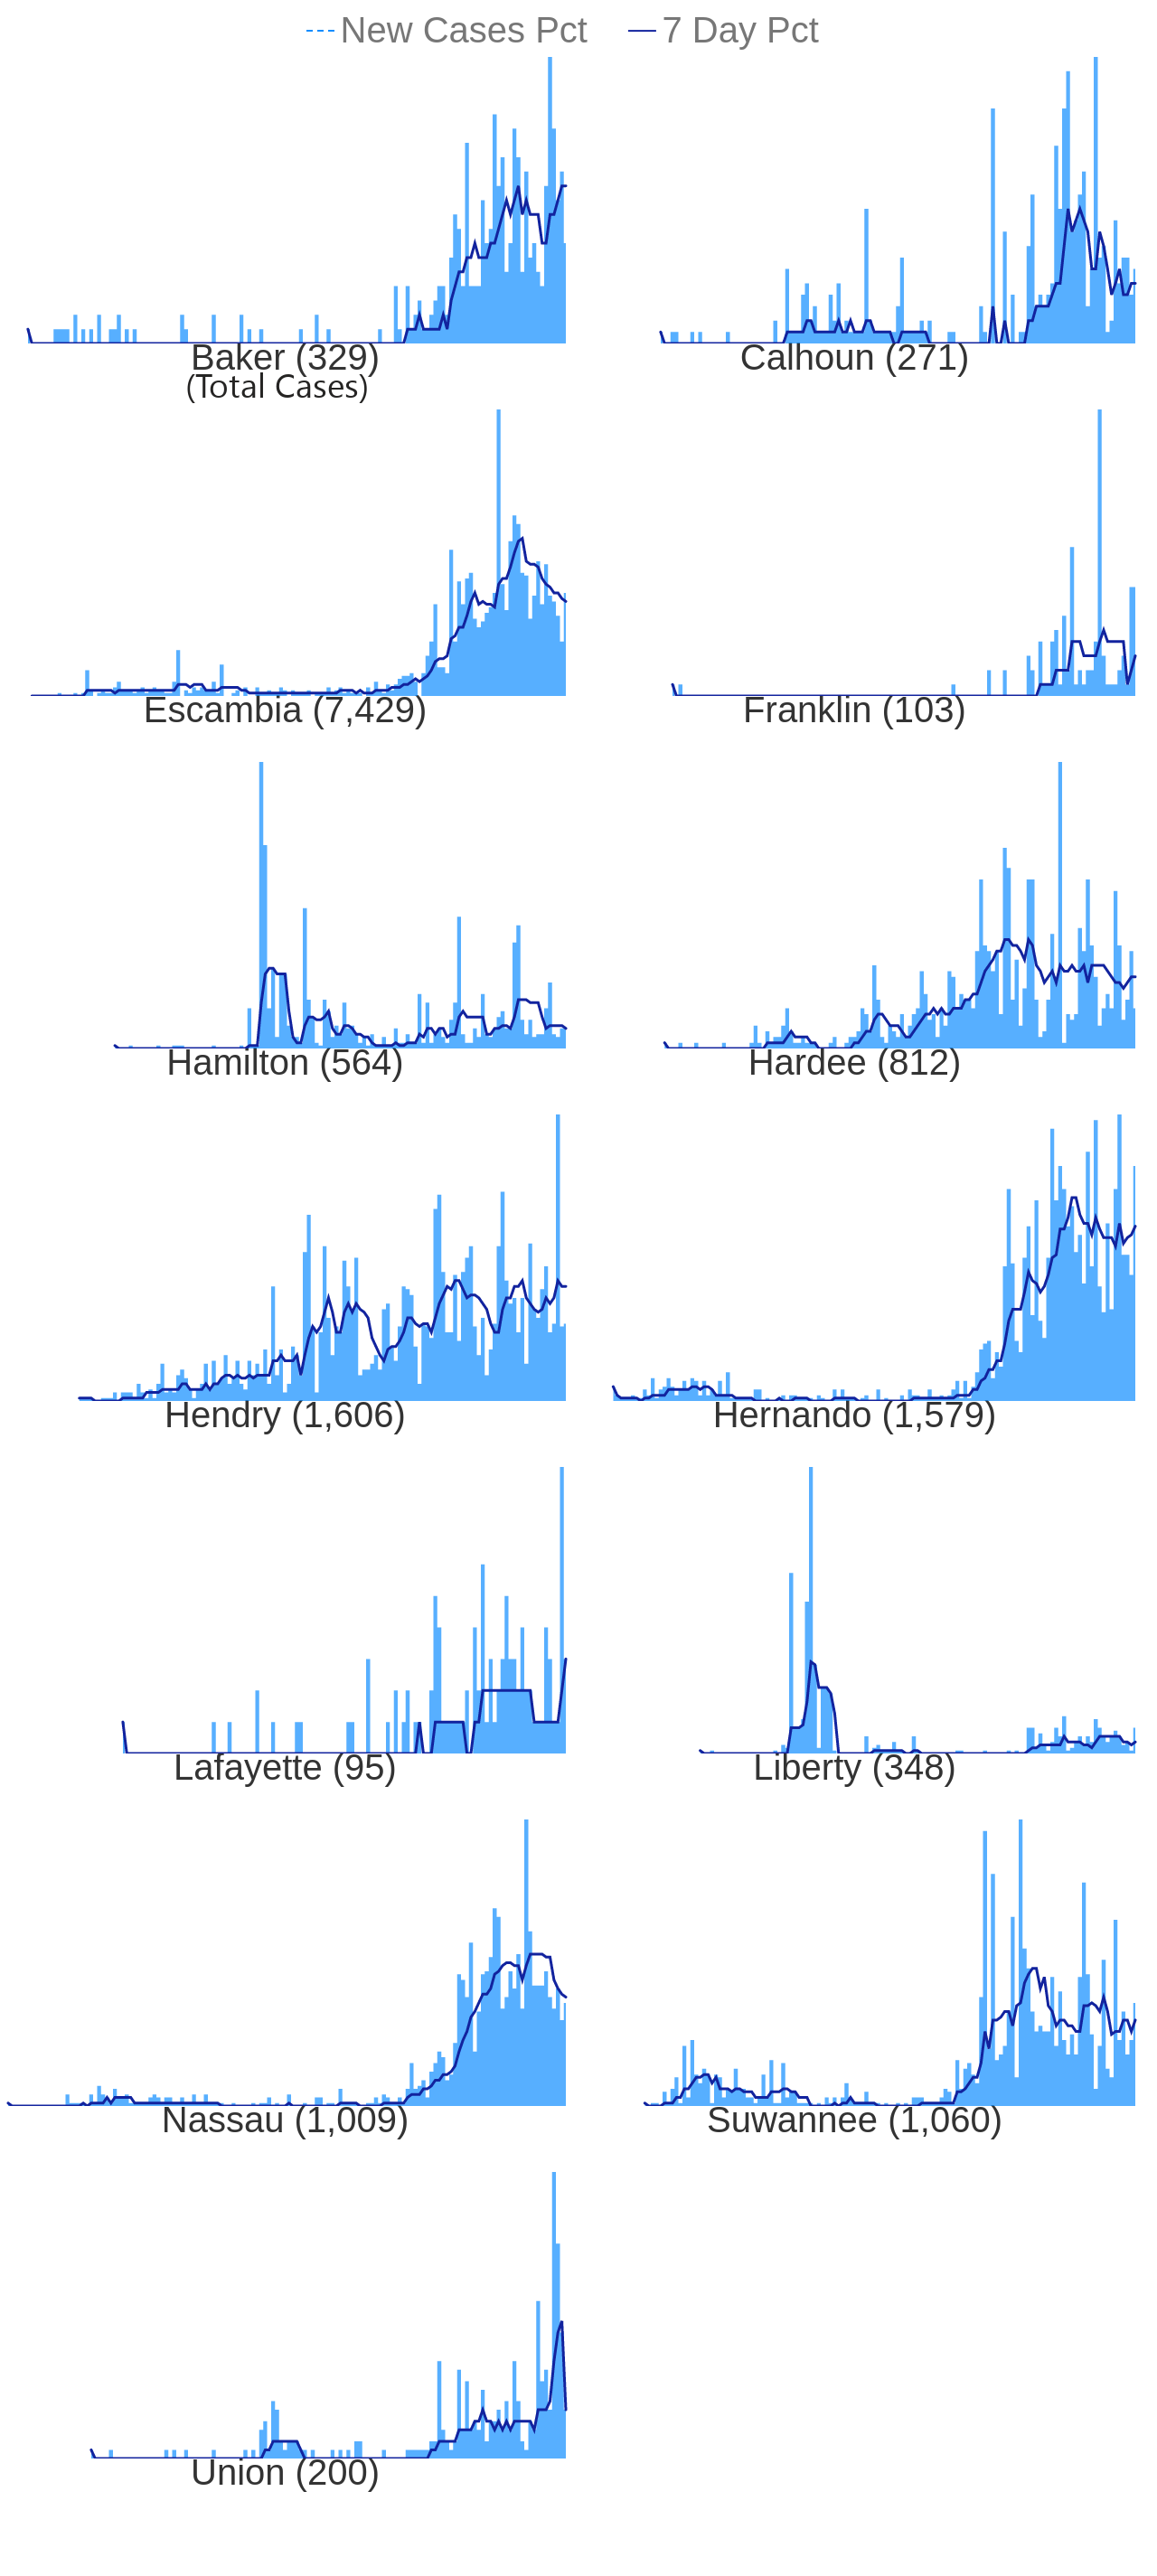 New Cases Pct 7 Day Pct
Baker (329) Calhoun (271)
(Total Cases)
Escambia (7,429) Franklin (103)
Hamilton (564) Hardee (812)
Hendry (1,606) Hernando (1,579)
Lafayette (95) Liberty (348)
Nassau (1,009) Suwannee (1,060)
Union (200)